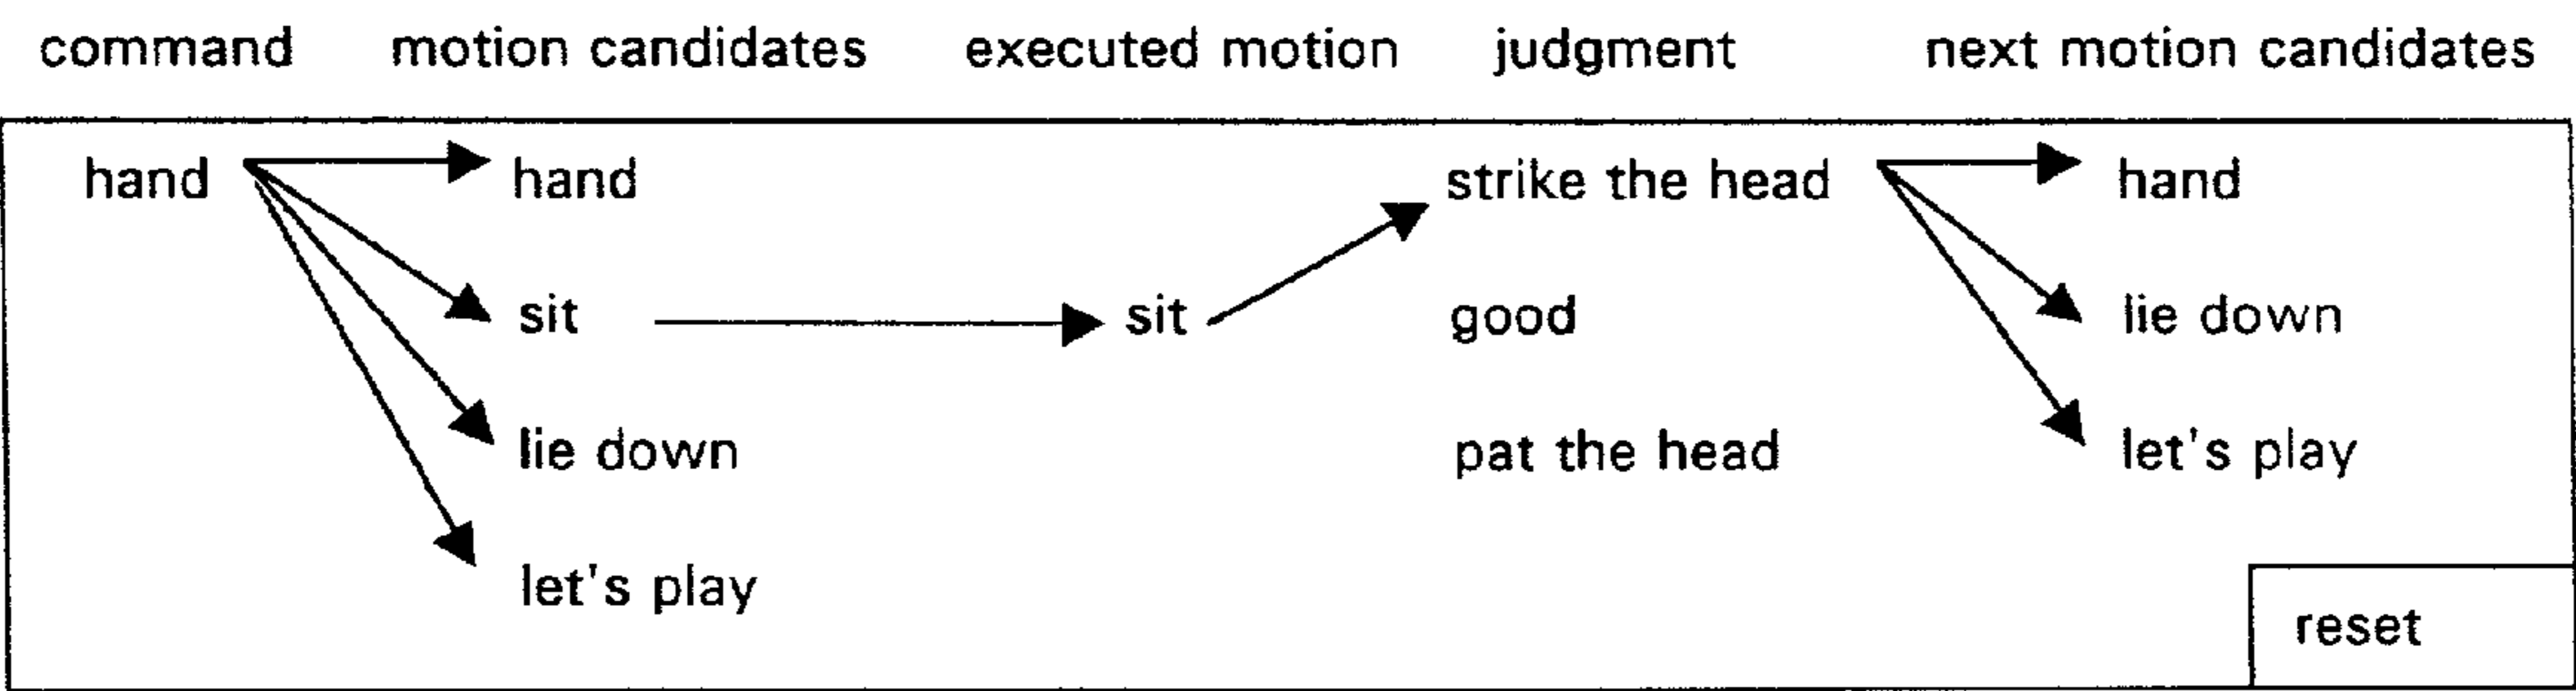 command motion candidates executed motion judgment next motion candidates
hand hand strike the head hand
sit sit good lie down
lie down pat the head let's play
let's play
reset